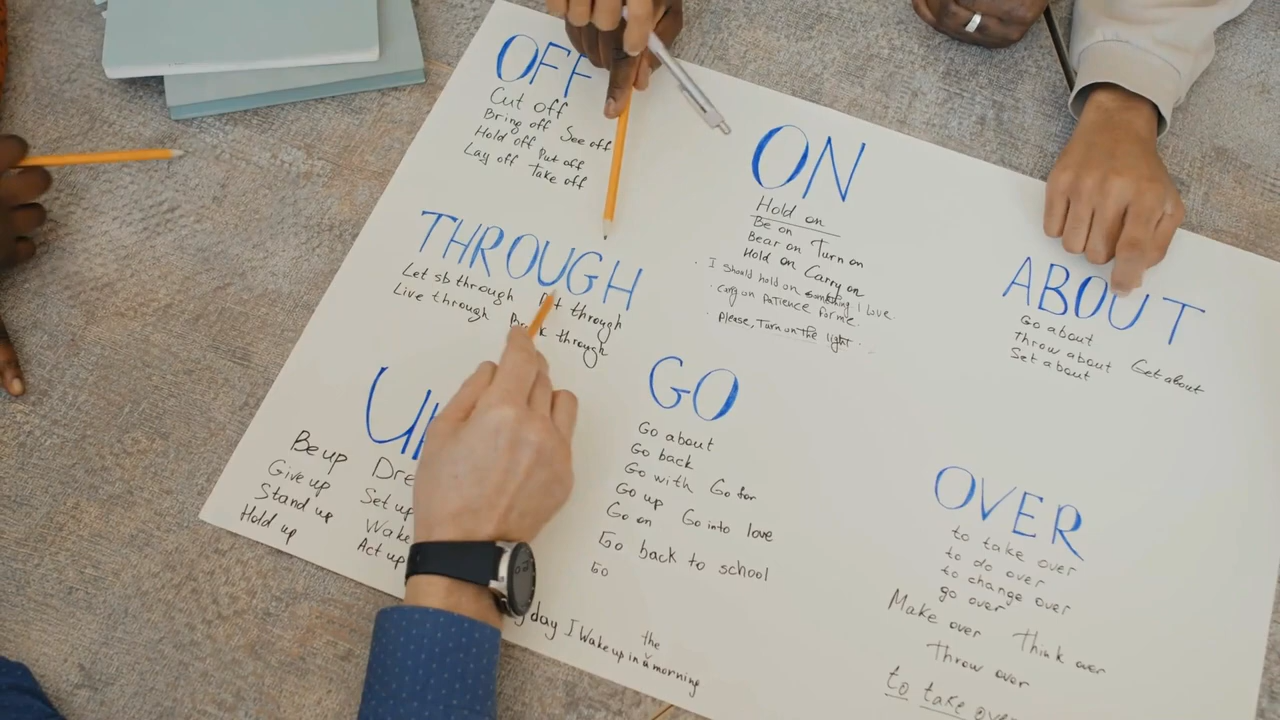 OFF
Cut off
Bring off See off
Hold off Put off
Lay off Take off
THROUGH
Let sb through through
Live through through
Be up
Give up Set up
Stand up Wake
Hold up Act up
day I Wake up in a morning
the
ON
Hold on
Be on
Bear on Turn on
Hold on Carry on
· I should hold on something I love
· carry on patience for me.
· Please, Turn on the light
GO
Go about
Go back
Go with Go for
Go up Go into love
Go on
Go back to school
Go
ABOUT
Go about
Throw about Get about
Set about
OVER
to take over
to do over
to change over
go over
Make over Think over
Throw over
to take over